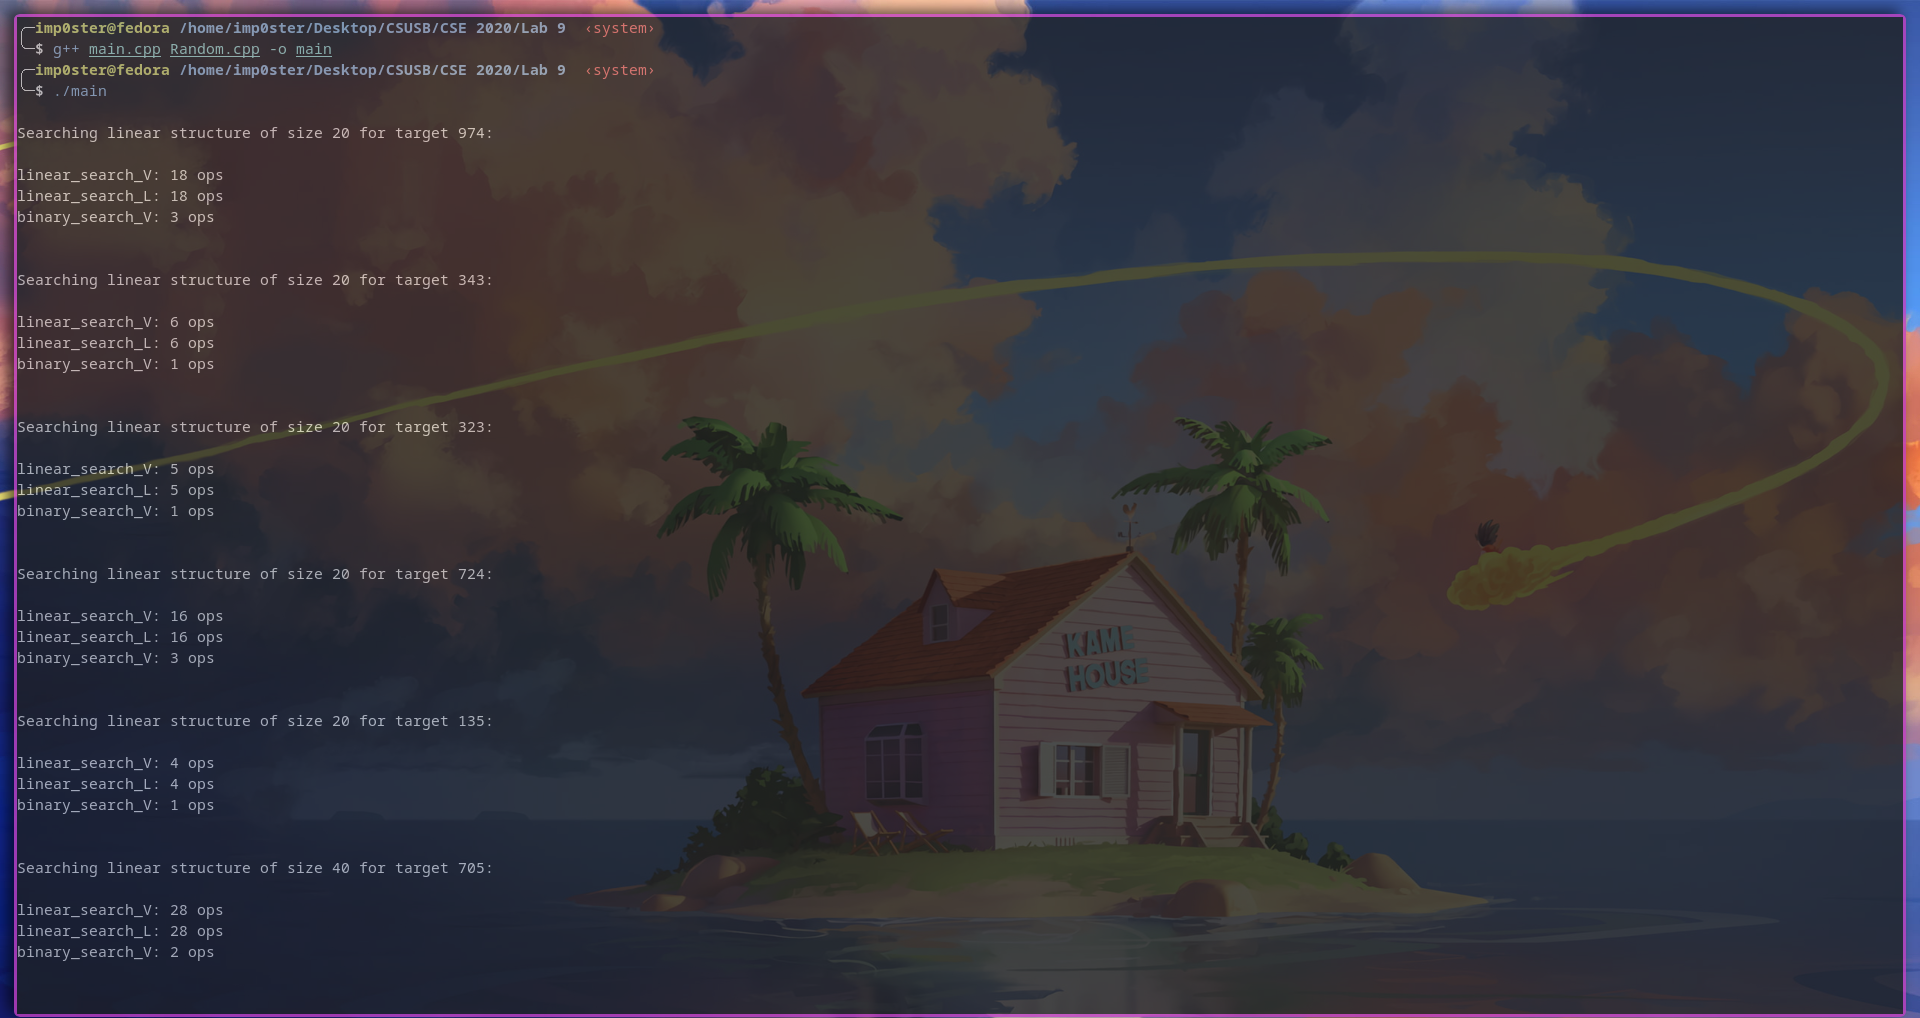 imp0ster@fedora /home/imp0ster/Desktop/CSUSB/CSE 2020/Lab 9  ‹system›
$ g++ main.cpp Random.cpp -o main
imp0ster@fedora /home/imp0ster/Desktop/CSUSB/CSE 2020/Lab 9  ‹system›
$ ./main
Searching linear structure of size 20 for target 974:
linear_search_V: 18 ops
linear_search_L: 18 ops
binary_search_V: 3 ops
Searching linear structure of size 20 for target 343:
linear_search_V: 6 ops
linear_search_L: 6 ops
binary_search_V: 1 ops
Searching linear structure of size 20 for target 323:
linear_search_V: 5 ops
linear_search_L: 5 ops
binary_search_V: 1 ops
Searching linear structure of size 20 for target 724:
linear_search_V: 16 ops
linear_search_L: 16 ops
binary_search_V: 3 ops
Searching linear structure of size 20 for target 135:
linear_search_V: 4 ops
linear_search_L: 4 ops
binary_search_V: 1 ops
Searching linear structure of size 40 for target 705:
linear_search_V: 28 ops
linear_search_L: 28 ops
binary_search_V: 2 ops
KAME
HOUSE